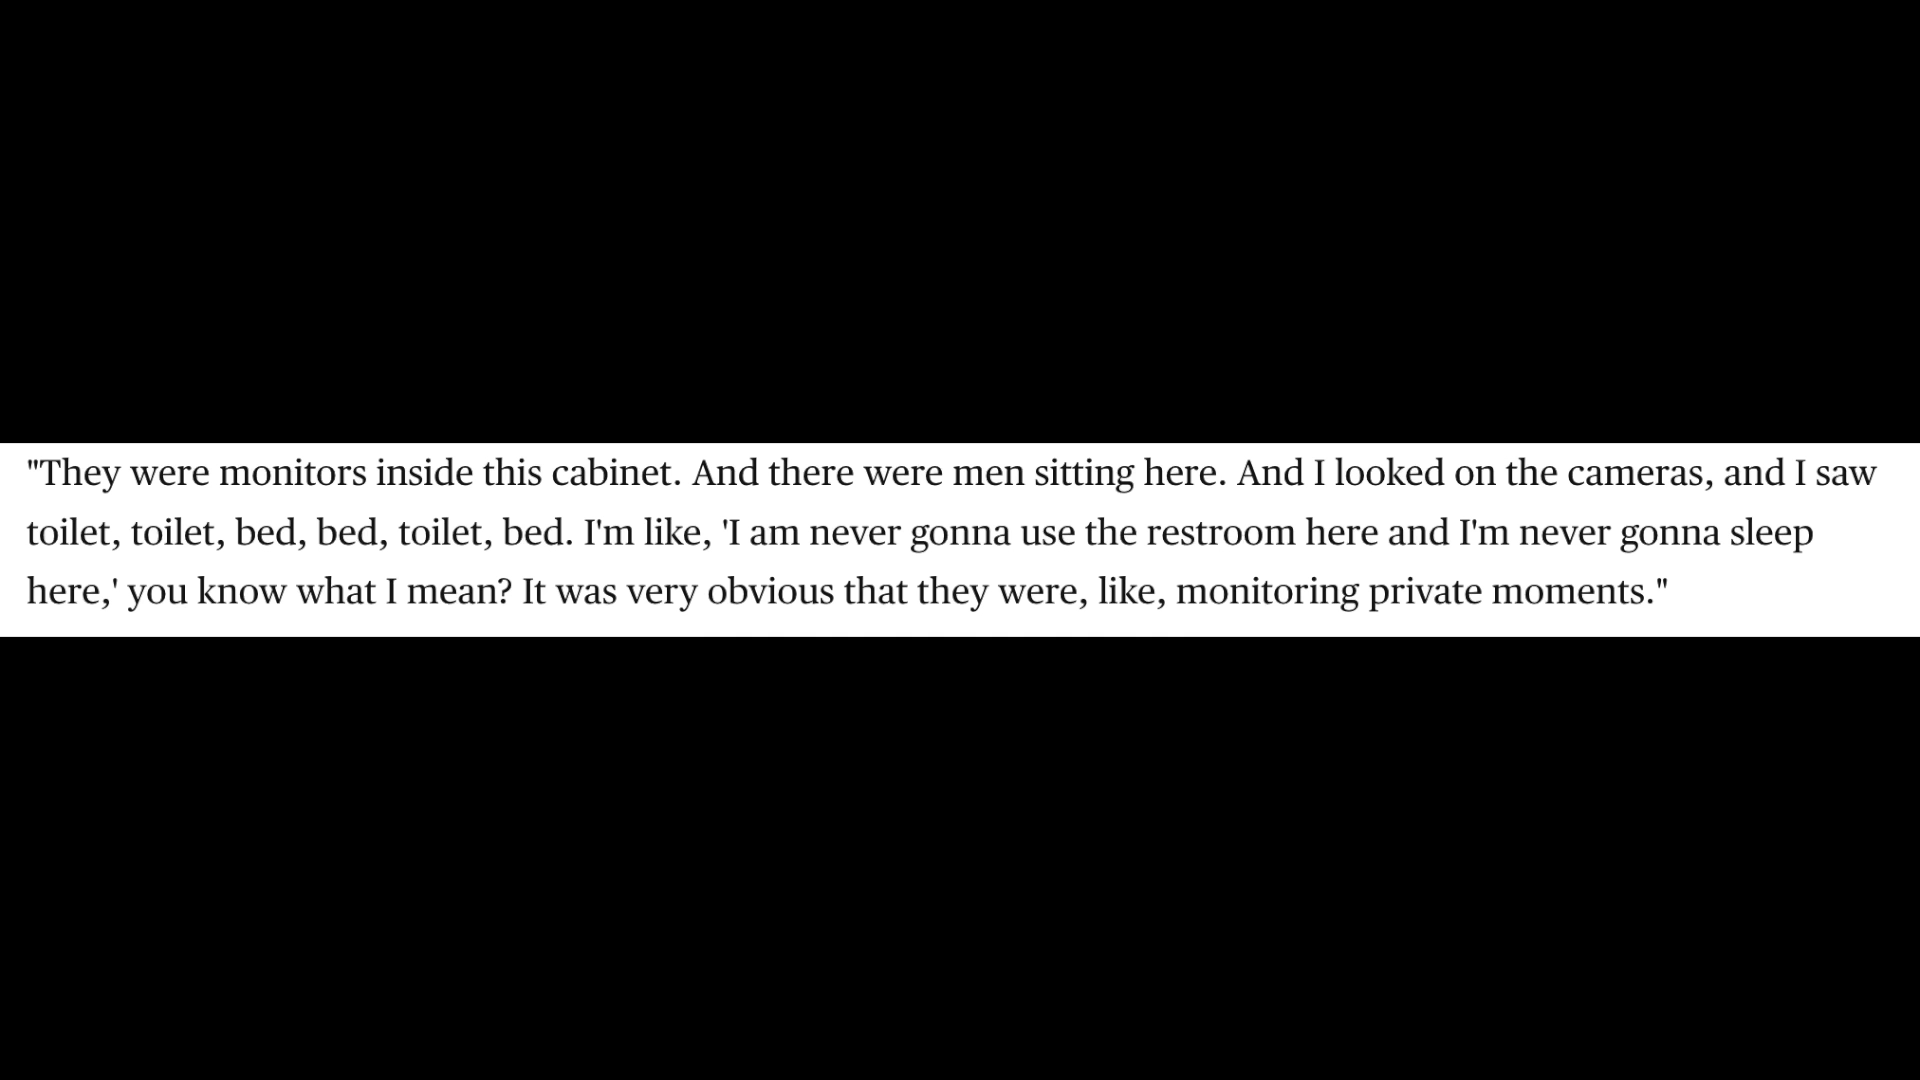 "They were monitors inside this cabinet. And there were men sitting here. And I looked on the cameras, and I saw
toilet, toilet, bed, bed, toilet, bed. I'm like, 'I am never gonna use the restroom here and I'm never gonna sleep
here,' you know what I mean? It was very obvious that they were, like, monitoring private moments."